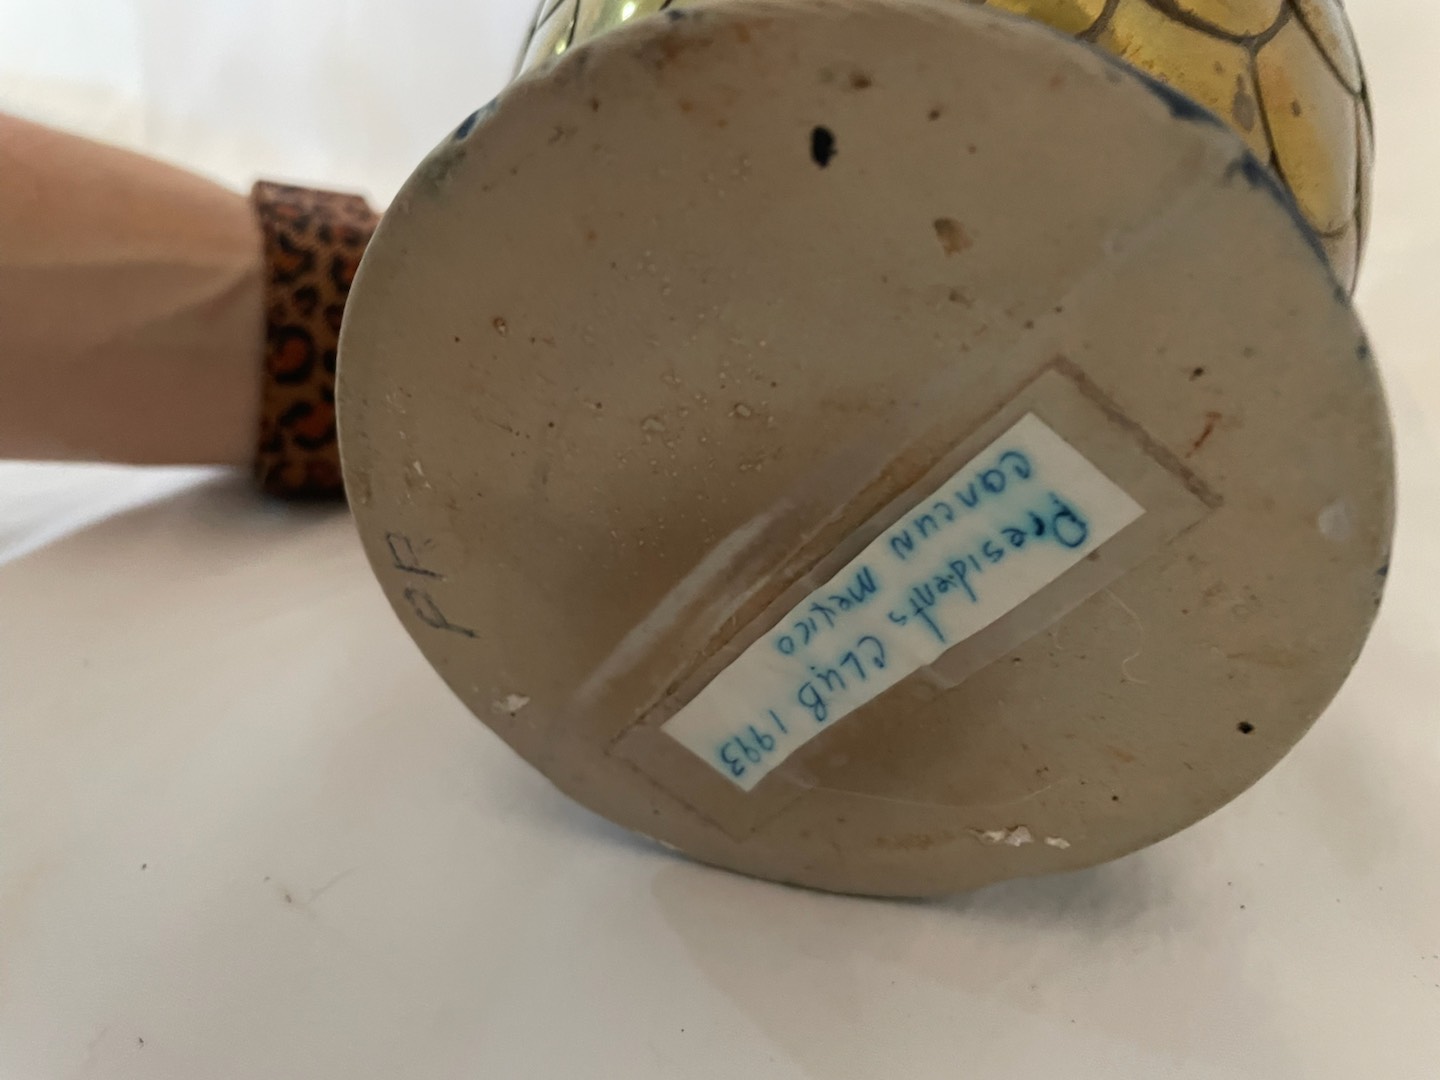 Presidents CLUB 1993
CANCUN MEXICO
PR